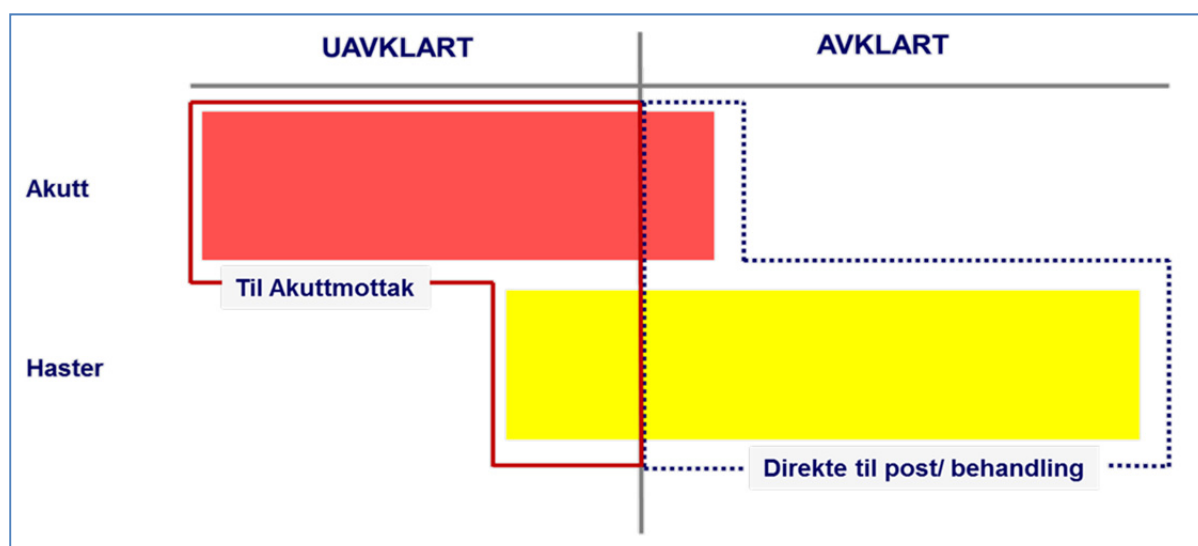 UAVKLART
AVKLART
Akutt
Til Akuttmottak
Haster
Direkte til post/ behandling